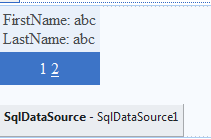 FirstName: abc
LastName: abc
1 2
SqlDataSource - SqlDataSource1